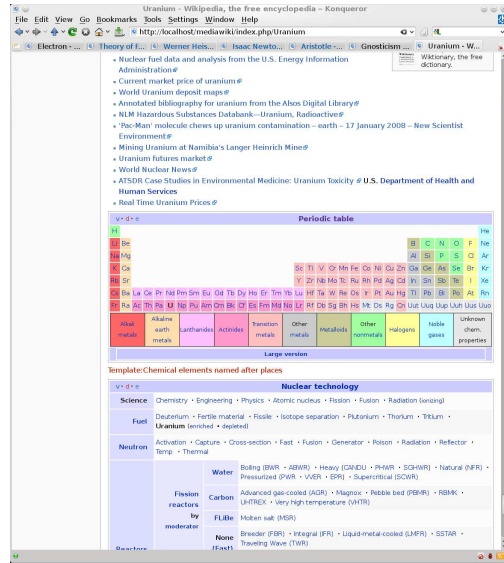 Uranium - Wikipedia, the free encyclopedia – Konqueror
File Edit View Go Bookmarks Tools Settings Window Help
http://localhost/mediawiki/index.php/Uranium
Electron - ... Theory of F... Werner Heis... Isaac Newto... Aristotle -... Gnosticism ... Uranium - W...
Wiktionary, the free
dictionary.
Nuclear fuel data and analysis from the U.S. Energy Information
Administration
Current market price of uranium
World Uranium deposit maps
Annotated bibliography for uranium from the Alsos Digital Library
NLM Hazardous Substances Databank—Uranium, Radioactive
'Pac-Man' molecule chews up uranium contamination – earth – 17 January 2008 – New Scientist
Environment
Mining Uranium at Namibia's Langer Heinrich Mine
Uranium futures market
World Nuclear News
ATSDR Case Studies in Environmental Medicine: Uranium Toxicity U.S. Department of Health and
Human Services
Real Time Uranium Prices
v • d • e Periodic table
H He
Li Be B C N O F Ne
Na Mg Al Si P S Cl Ar
K Ca Sc Ti V Cr Mn Fe Co Ni Cu Zn Ga Ge As Se Br Kr
Rb Sr Y Zr Nb Mo Tc Ru Rh Pd Ag Cd In Sn Sb Te I Xe
Cs Ba La Ce Pr Nd Pm Sm Eu Gd Tb Dy Ho Er Tm Yb Lu Hf Ta W Re Os Ir Pt Au Hg Tl Pb Bi Po At Rn
Fr Ra Ac Th Pa U Np Pu Am Cm Bk Cf Es Fm Md No Lr Rf Db Sg Bh Hs Mt Ds Rg Cn Uut Uuq Uup Uuh Uus Uuo
Alkali metals Alkaline earth metals Lanthanides Actinides Transition metals Other metals Metalloids Other nonmetals Halogens Noble gases Unknown chem. properties
Large version
Template:Chemical elements named after places
v • d • e Nuclear technology
Science Chemistry • Engineering • Physics • Atomic nucleus • Fission • Fusion • Radiation (ionizing)
Fuel Deuterium • Fertile material • Fissile • Isotope separation • Plutonium • Thorium • Tritium •
Uranium (enriched • depleted)
Neutron Activation • Capture • Cross-section • Fast • Fusion • Generator • Poison • Radiation • Reflector •
Temp • Thermal
Reactors Fission reactors by moderator
Water Boiling (BWR • ABWR) • Heavy (CANDU • PHWR • SGHWR) • Natural (NFR) •
Pressurized (PWR • VVER • EPR) • Supercritical (SCWR)
Carbon Advanced gas-cooled (AGR) • Magnox • Pebble bed (PBMR) • RBMK •
UHTREX • Very high temperature (VHTR)
FLiBe Molten salt (MSR)
None (Fast) Breeder (FBR) • Integral (IFR) • Liquid-metal-cooled (LMFR) • SSTAR •
Traveling Wave (TWR)